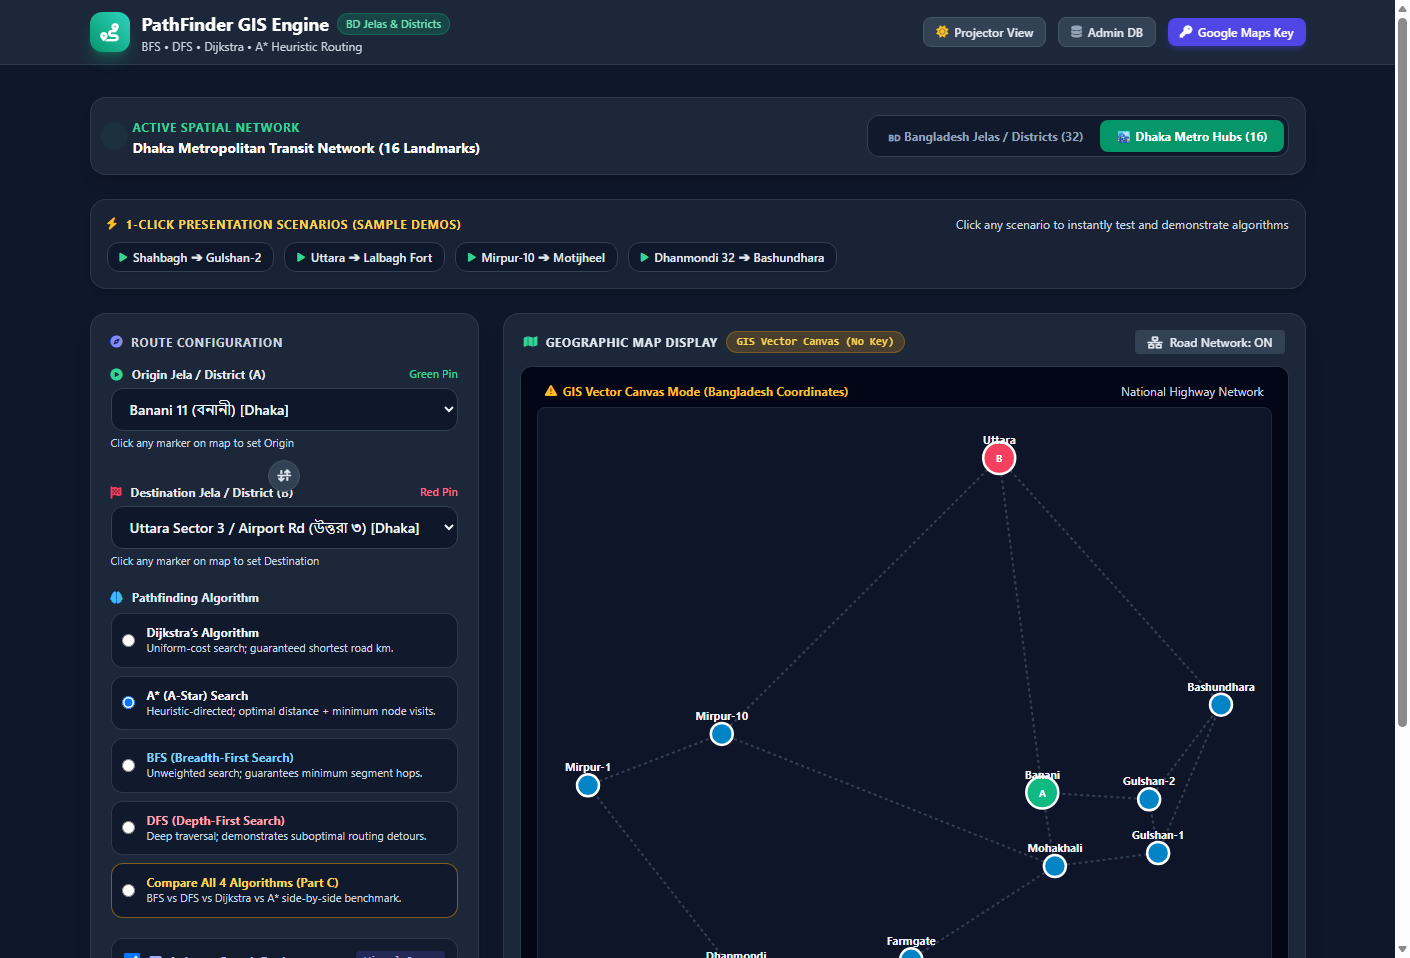 PathFinder GIS Engine BD Jelas & Districts
BFS • DFS • Dijkstra • A* Heuristic Routing
Projector View
Admin DB
Google Maps Key
ACTIVE SPATIAL NETWORK
Dhaka Metropolitan Transit Network (16 Landmarks)
BD Bangladesh Jelas / Districts (32)
Dhaka Metro Hubs (16)
1-CLICK PRESENTATION SCENARIOS (SAMPLE DEMOS)
Click any scenario to instantly test and demonstrate algorithms
Shahbagh ➔ Gulshan-2
Uttara ➔ Lalbagh Fort
Mirpur-10 ➔ Motijheel
Dhanmondi 32 ➔ Bashundhara
ROUTE CONFIGURATION
Origin Jela / District (A) Green Pin
Banani 11 (বনানী) [Dhaka]
Click any marker on map to set Origin
Destination Jela / District (B) Red Pin
Uttara Sector 3 / Airport Rd (উত্তরা ৩) [Dhaka]
Click any marker on map to set Destination
Pathfinding Algorithm
Dijkstra's Algorithm
Uniform-cost search; guaranteed shortest road km.
A* (A-Star) Search
Heuristic-directed; optimal distance + minimum node visits.
BFS (Breadth-First Search)
Unweighted search; guarantees minimum segment hops.
DFS (Depth-First Search)
Deep traversal; demonstrates suboptimal routing detours.
Compare All 4 Algorithms (Part C)
BFS vs DFS vs Dijkstra vs A* side-by-side benchmark.
GEOGRAPHIC MAP DISPLAY GIS Vector Canvas (No Key)
Road Network: ON
GIS Vector Canvas Mode (Bangladesh Coordinates)
National Highway Network
Uttara
B
Bashundhara
Mirpur-10
Mirpur-1
Banani
A
Gulshan-2
Gulshan-1
Mohakhali
Farmgate
Dhanmondi